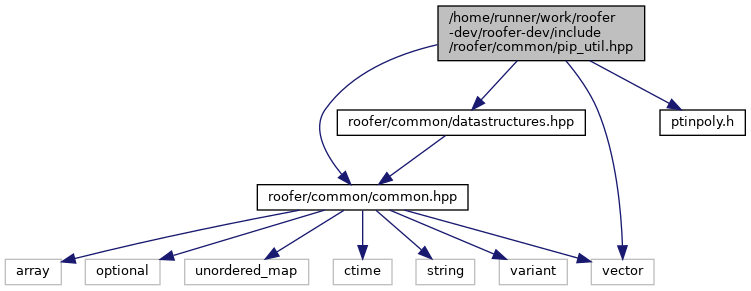 /home/runner/work/roofer
-dev/roofer-dev/include
/roofer/common/pip_util.hpp
roofer/common/datastructures.hpp
ptinpoly.h
roofer/common/common.hpp
array
optional
unordered_map
ctime
string
variant
vector